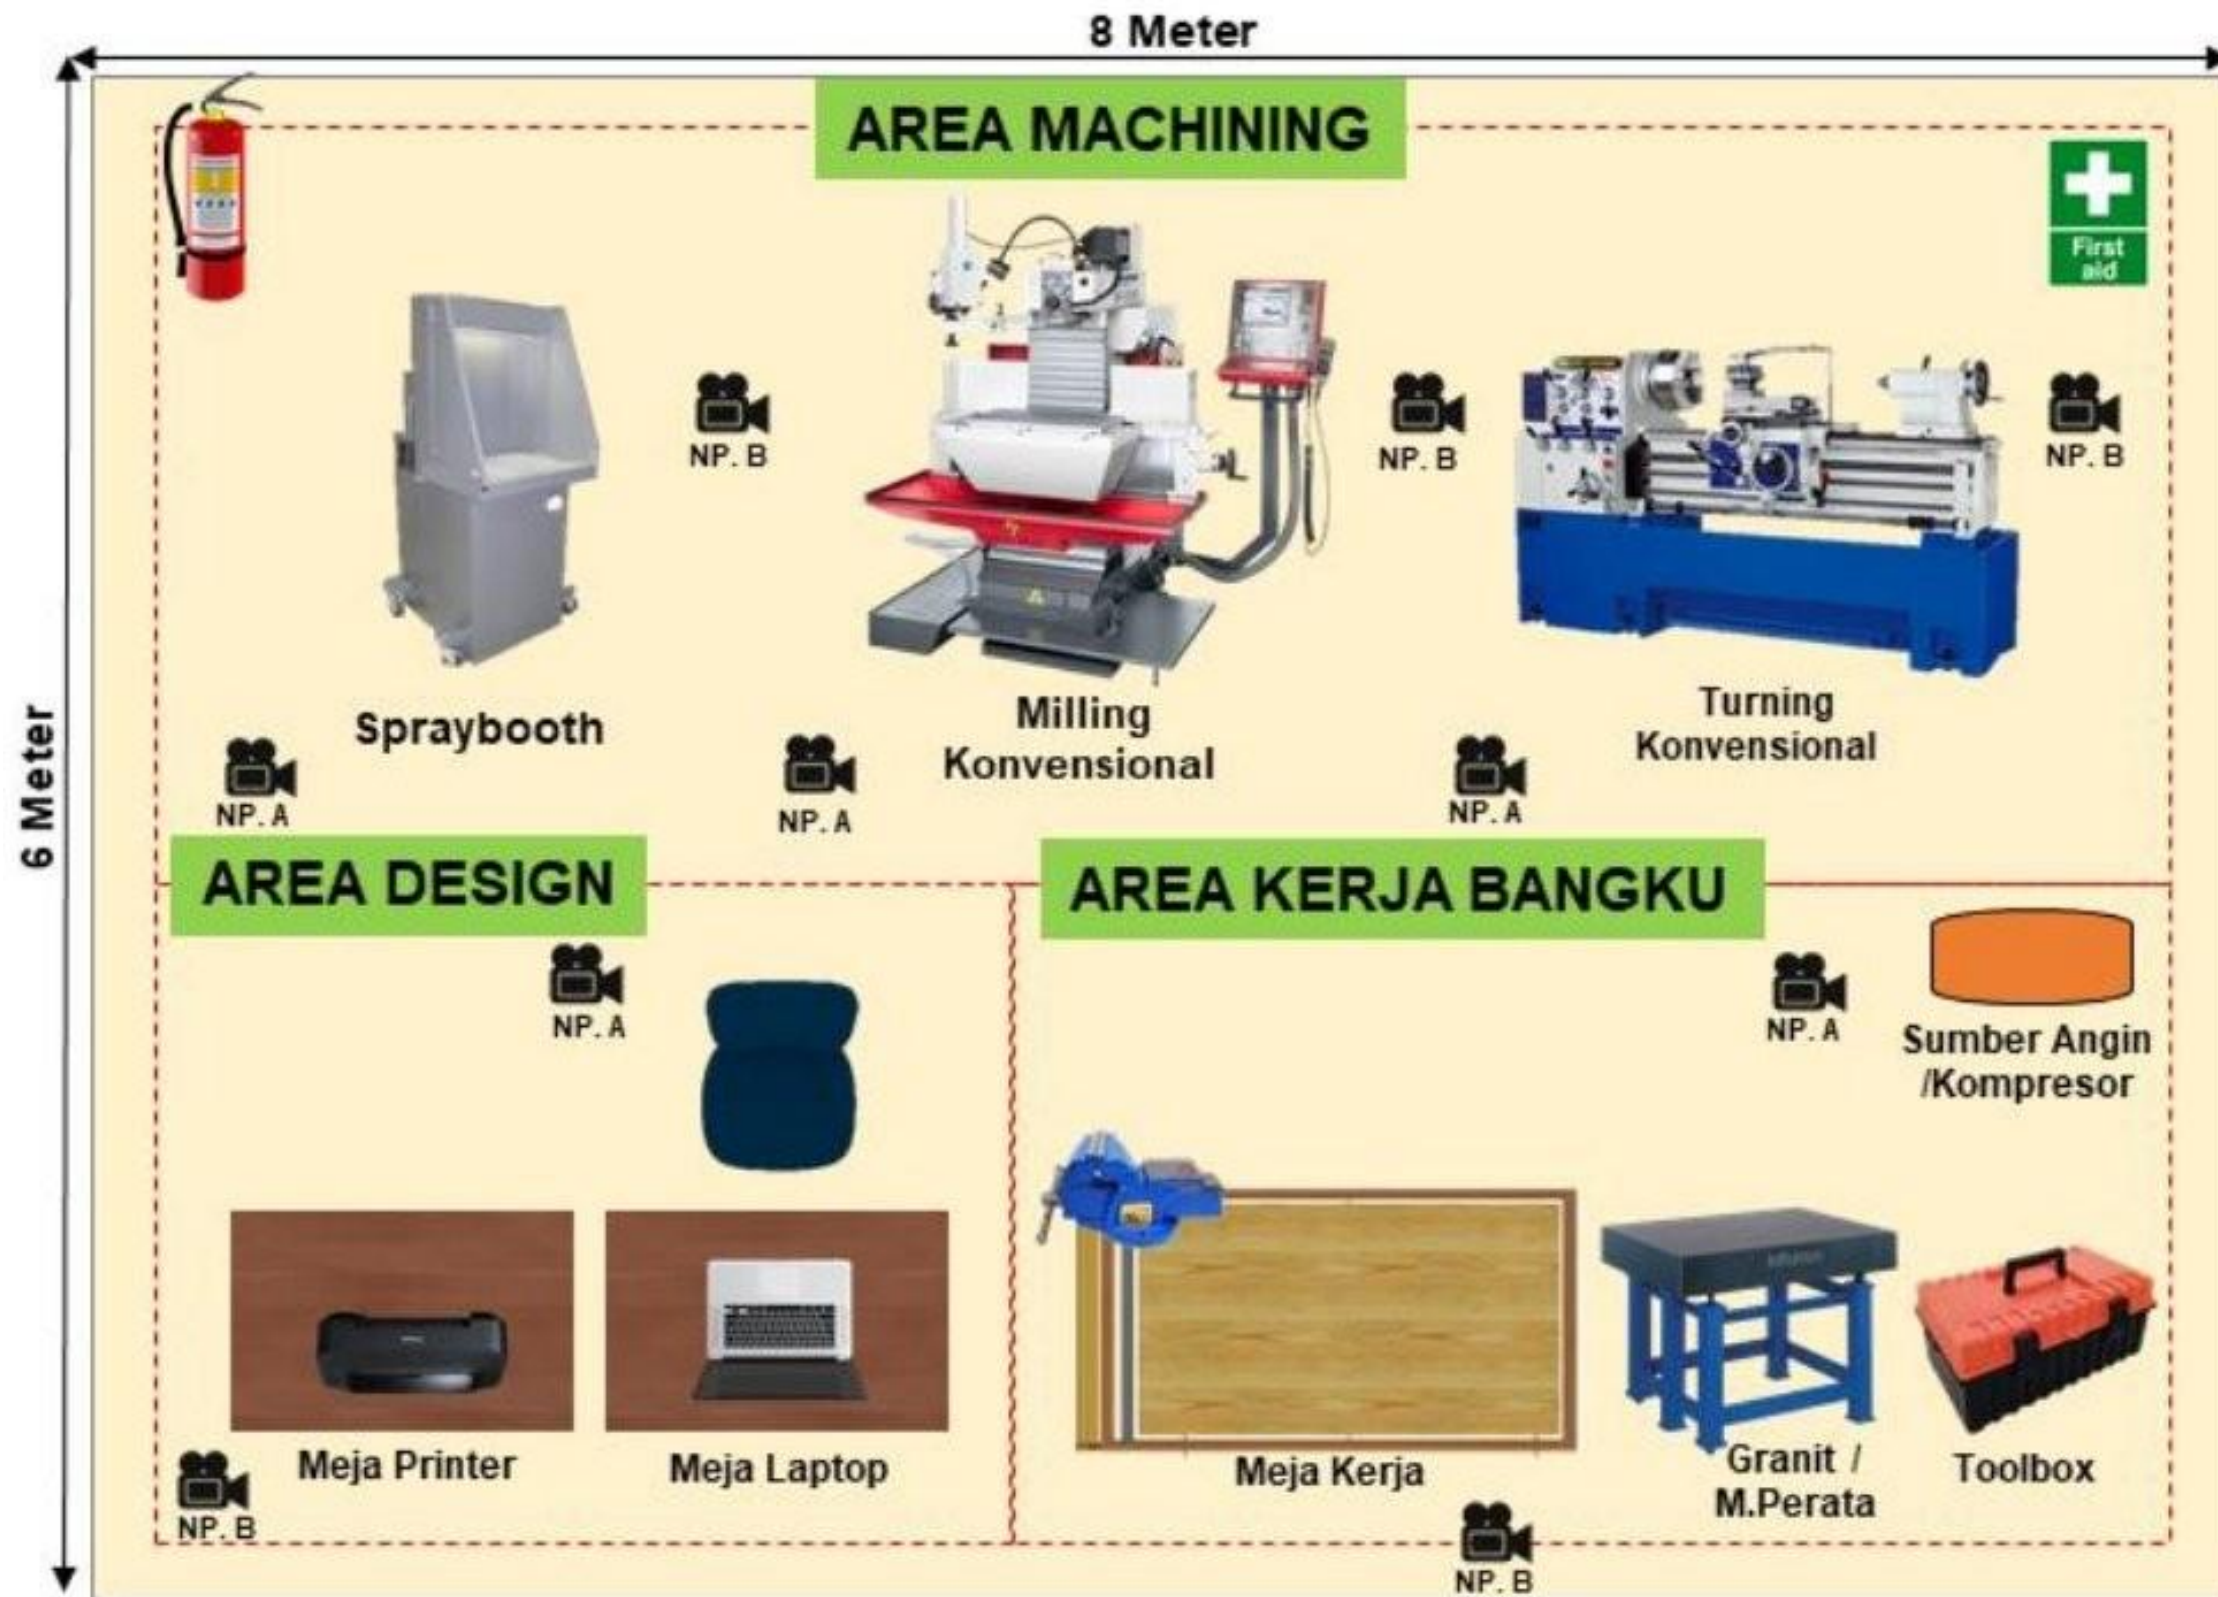 8 Meter
6 Meter
AREA MACHINING
First
aid
NP. B
NP. B
NP. B
Spraybooth
Milling
Konvensional
Turning
Konvensional
NP. A
NP. A
NP. A
AREA DESIGN
NP. A
Meja Printer
Meja Laptop
NP. B
AREA KERJA BANGKU
NP. A
Sumber Angin
/Kompresor
Meja Kerja
Granit /
M.Perata
Toolbox
NP. B